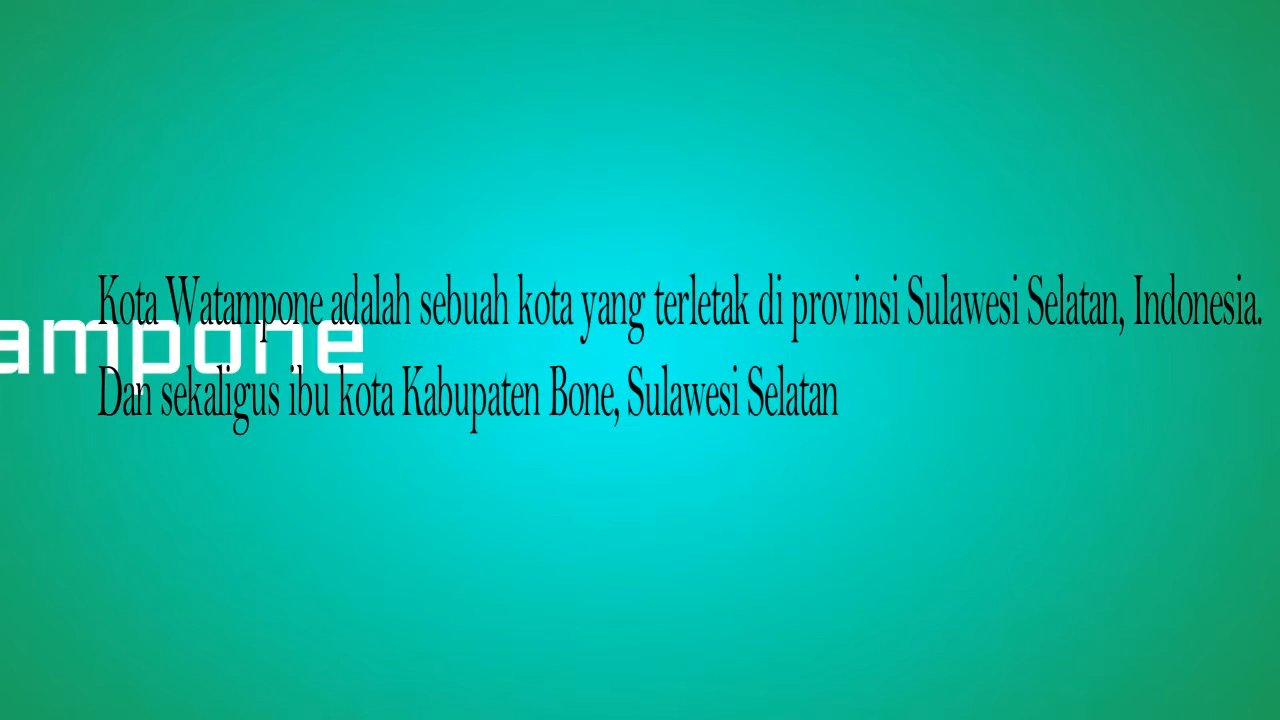 Kota Watampone adalah sebuah kota yang terletak di provinsi Sulawesi Selatan, Indonesia.
ampone
Dan sekaligus ibu kota Kabupaten Bone, Sulawesi Selatan